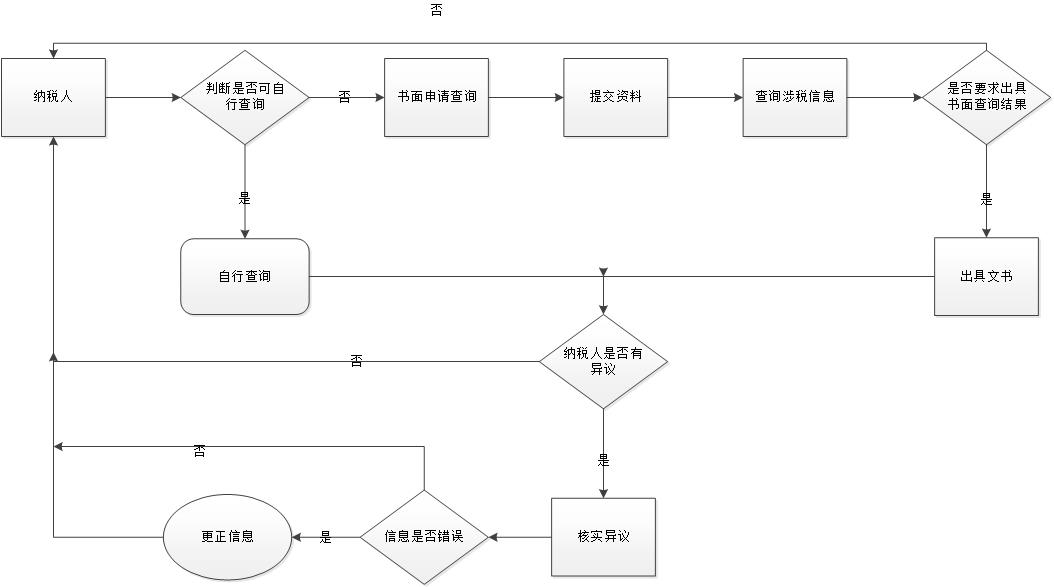 否
纳税人
判断是否可自
行查询
否
书面申请查询
提交资料
查询涉税信息
是否要求出具
书面查询结果
是
是
自行查询
出具文书
纳税人是否有
异议
否
是
否
更正信息
是
信息是否错误
核实异议